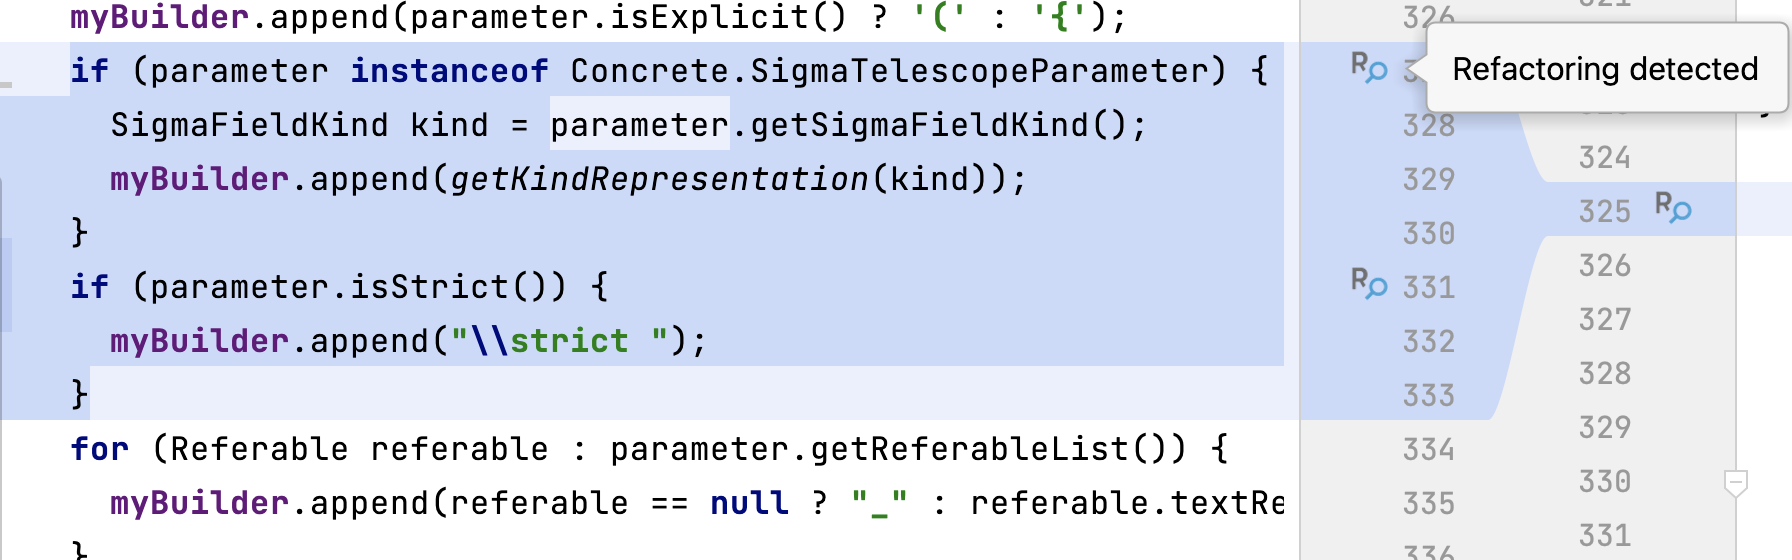 myBuilder.append(parameter.isExplicit() ? '(' : '{');
if (parameter instanceof Concrete.SigmaTelescopeParameter) {
SigmaFieldKind kind = parameter.getSigmaFieldKind();
myBuilder.append(getKindRepresentation(kind));
}
if (parameter.isStrict()) {
myBuilder.append("\\strict ");
}
for (Referable referable : parameter.getReferableList()) {
myBuilder.append(referable == null ? "_" : referable.textRe
}
326
328
329
330
331
332
333
334
335
336
Refactoring detected
324
325
326
327
328
329
330
331